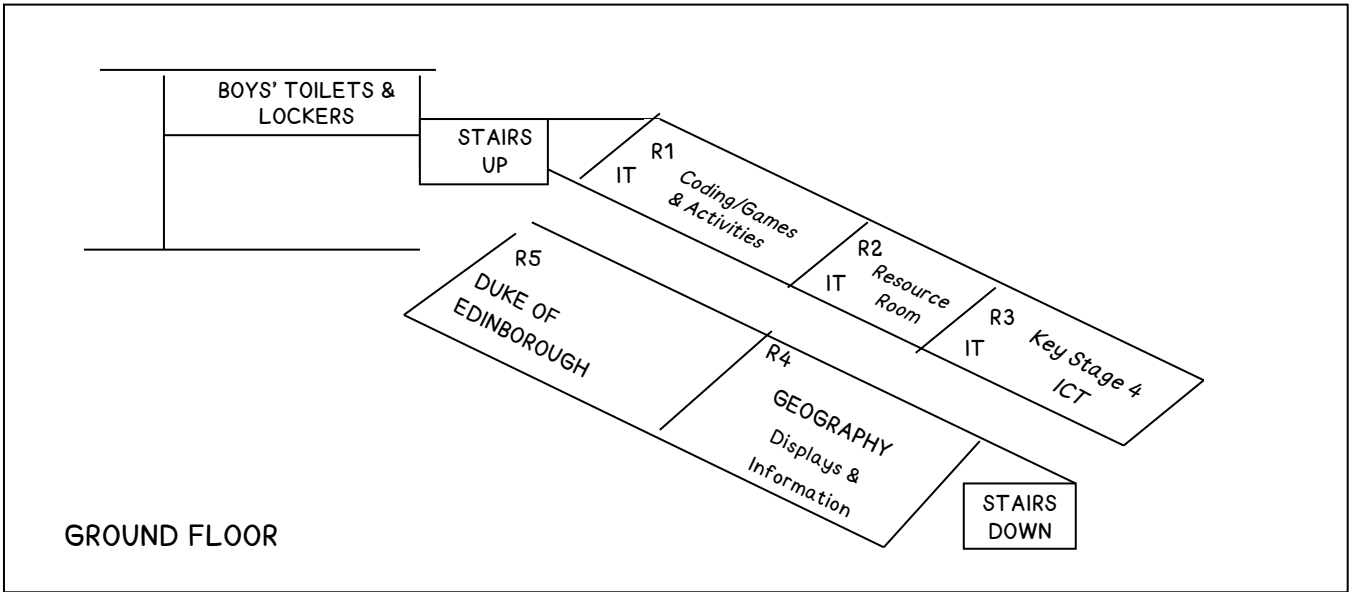 BOYS' TOILETS &
LOCKERS
STAIRS
UP
R1
IT
Coding/Games
& Activities
R2
IT
Resource
Room
R3
IT
Key Stage 4
ICT
R5
DUKE OF
EDINBOROUGH
R4
GEOGRAPHY
Displays &
Information
STAIRS
DOWN
GROUND FLOOR